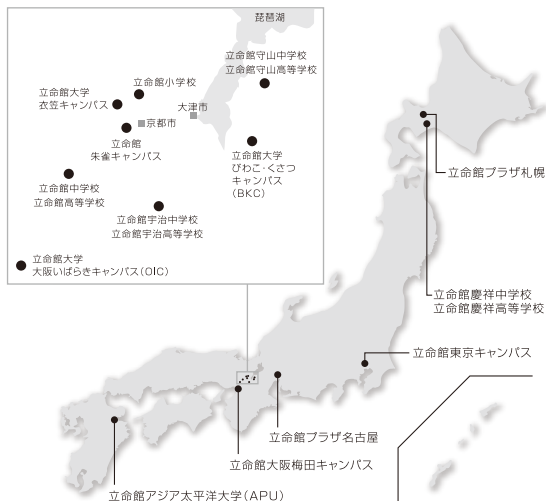 琵琶湖
立命館守山中学校
立命館守山高等学校
立命館小学校
立命館大学
衣笠キャンパス
大津市
京都市
立命館
朱雀キャンパス
立命館大学
びわこ・くさつ
キャンパス
(BKC)
立命館中学校
立命館高等学校
立命館宇治中学校
立命館宇治高等学校
立命館大学
大阪いばらきキャンパス(OIC)
立命館プラザ札幌
立命館慶祥中学校
立命館慶祥高等学校
立命館東京キャンパス
立命館プラザ名古屋
立命館大阪梅田キャンパス
立命館アジア太平洋大学(APU)